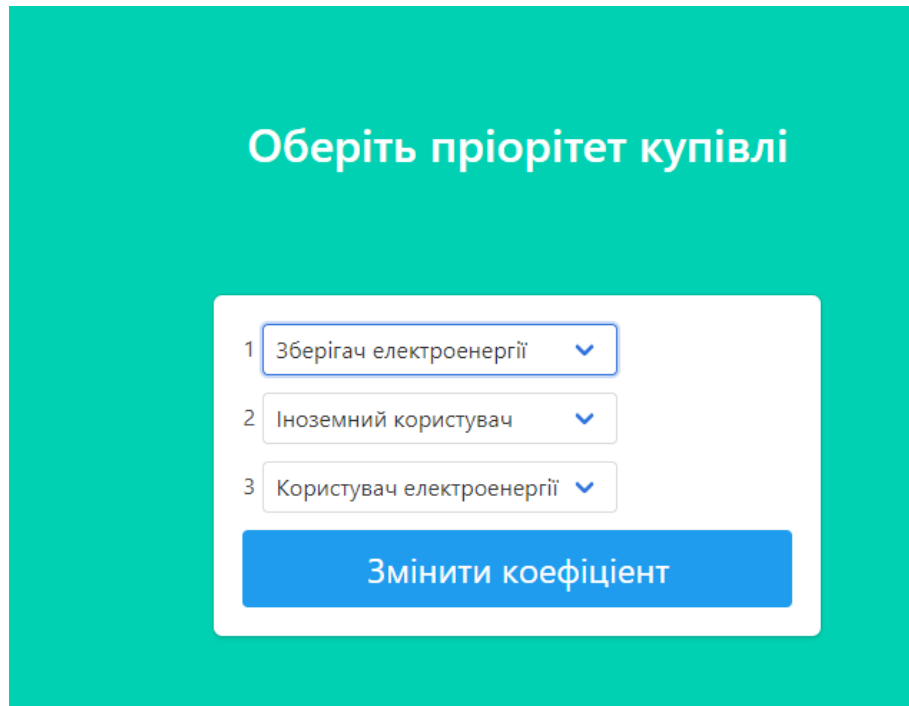 Оберіть пріорітет купівлі
1 Зберігач електроенергії
2 Іноземний користувач
3 Користувач електроенергії
Змінити коефіцієнт